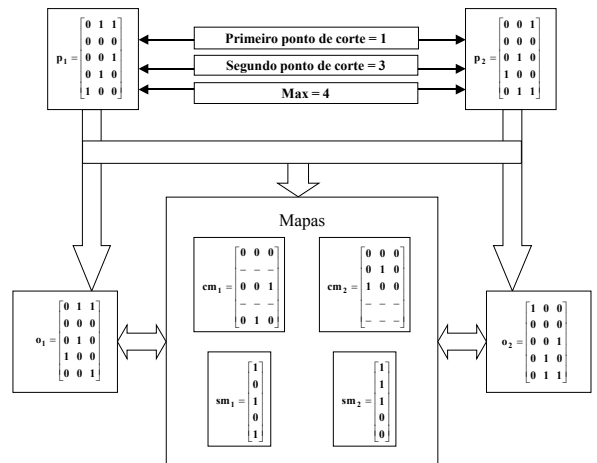 0 1 1
0 0 0
p1 = 0 0 1
0 1 0
1 0 0
Primeiro ponto de corte = 1
Segundo ponto de corte = 3
Max = 4
0 0 1
0 0 0
p2 = 0 1 0
1 0 0
0 1 1
Mapas
0 0 0
− − −
cm1 = 0 0 1
− − −
0 1 0
0 0 0
0 1 0
cm2 = 1 0 0
− − −
− − −
0 1 1
0 0 0
o1 = 0 1 0
1 0 0
0 0 1
1 0 0
0 0 0
o2 = 0 0 1
0 1 0
0 1 1
1
0
sm1 = 1
0
1
1
1
sm2 = 1
0
0